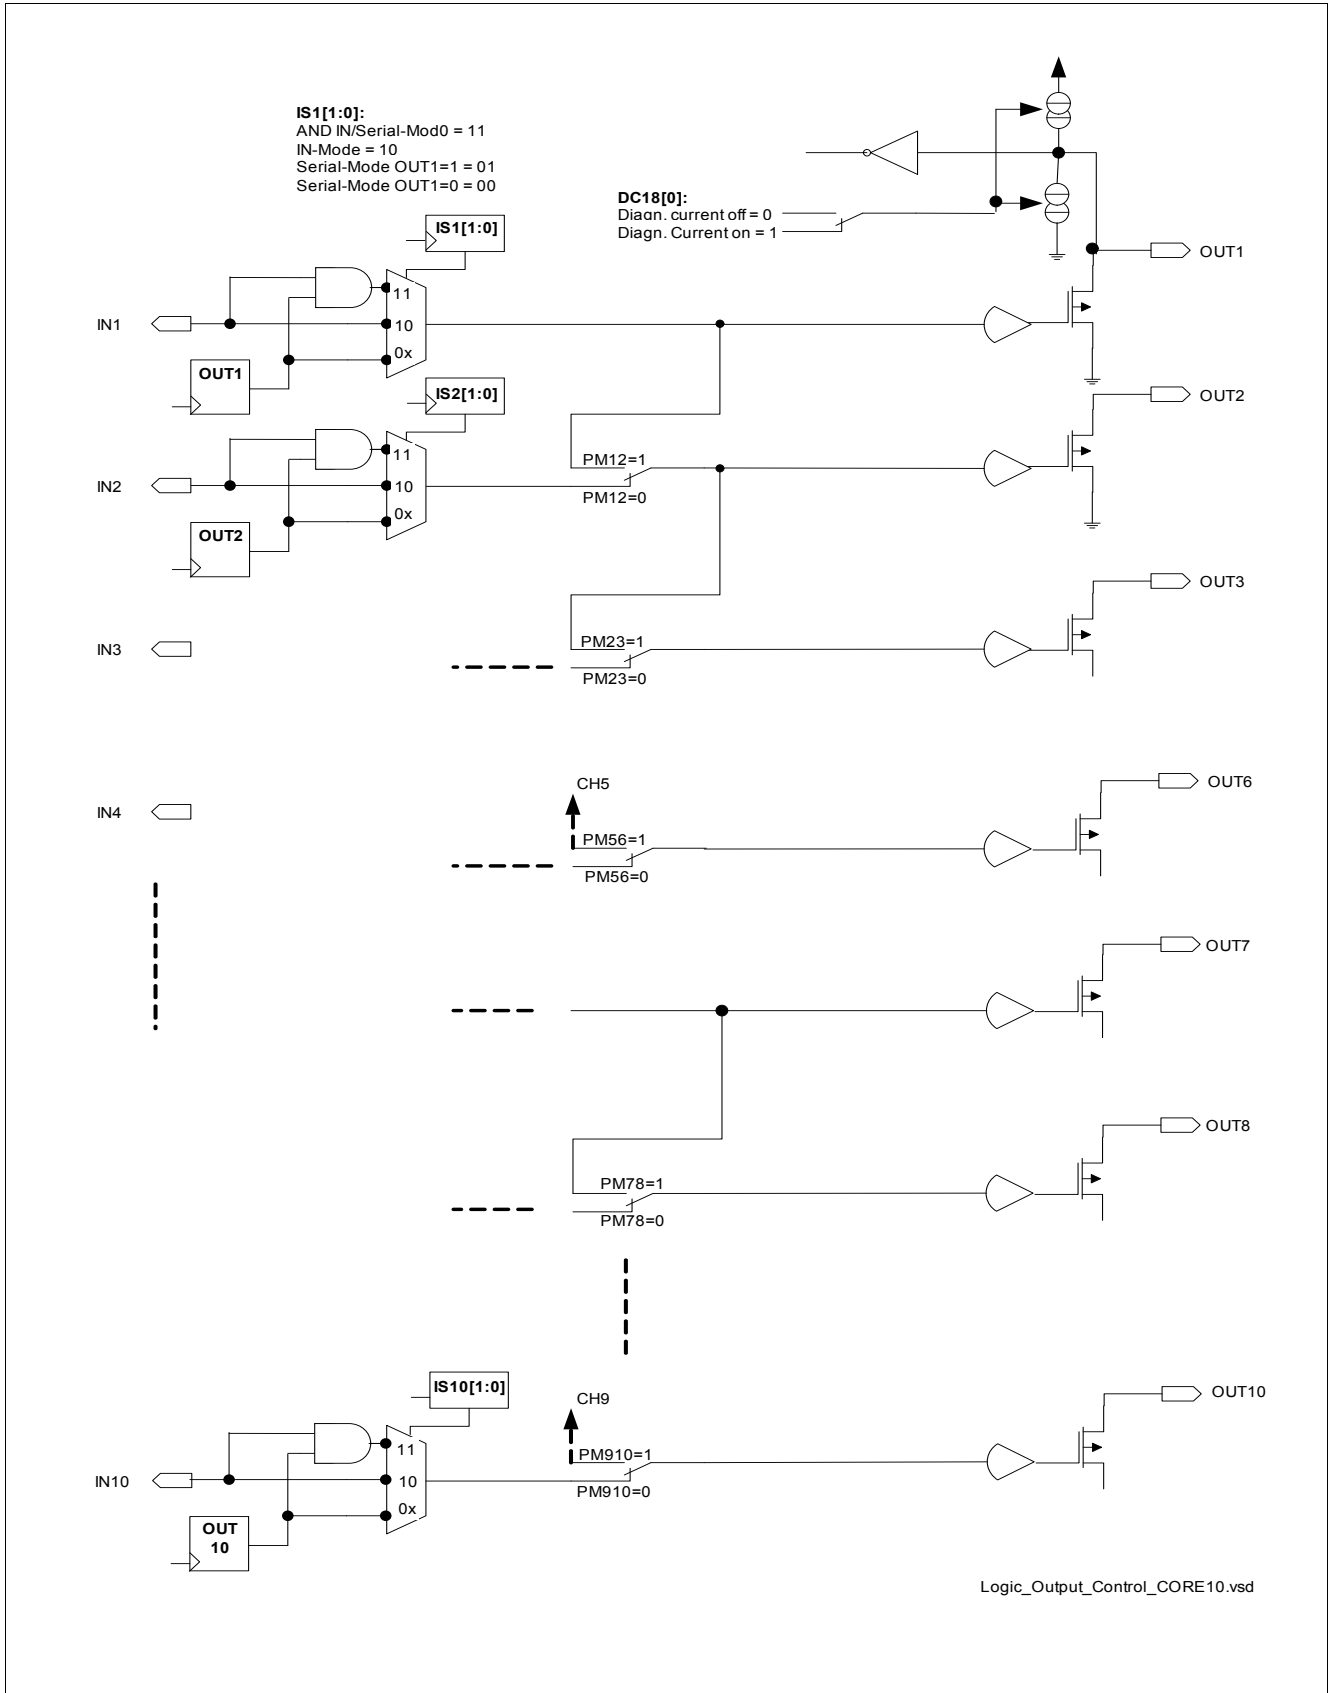 IS1[1:0]:
AND IN/Serial-Mod0 = 11
IN-Mode = 10
Serial-Mode OUT1=1 = 01
Serial-Mode OUT1=0 = 00
DC18[0]:
Diagn. current off = 0
Diagn. Current on = 1
IS1[1:0]
OUT1
11
IN1
10
0x
OUT1
IS2[1:0]
OUT2
11
PM12=1
IN2
10
PM12=0
0x
OUT2
OUT3
PM23=1
IN3
PM23=0
CH5
OUT6
IN4
PM56=1
PM56=0
OUT7
OUT8
PM78=1
PM78=0
IS10[1:0]
CH9
OUT10
11
PM910=1
IN10
10
PM910=0
0x
OUT
10
Logic_Output_Control_CORE10.vsd